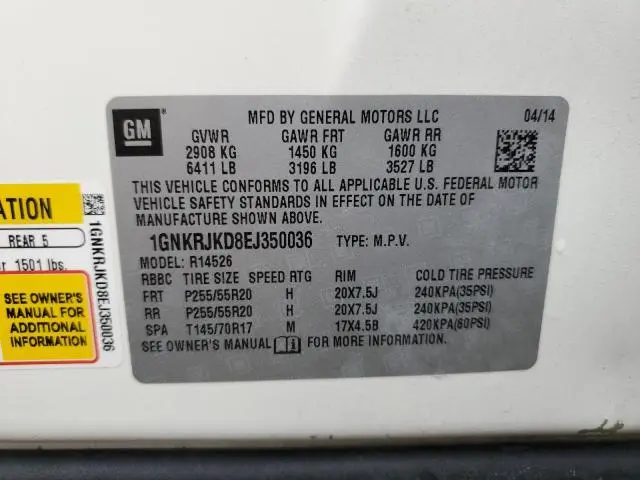 GM
MFD BY GENERAL MOTORS LLC 04/14
GVWR GAWR FRT GAWR RR
2908 KG 1450 KG 1600 KG
6411 LB 3196 LB 3527 LB
THIS VEHICLE CONFORMS TO ALL APPLICABLE U.S. FEDERAL MOTOR
VEHICLE SAFETY STANDARDS IN EFFECT ON THE DATE OF
MANUFACTURE SHOWN ABOVE.
1GNKRJKD8EJ350036 TYPE: M.P.V.
MODEL: R14526
RBBC TIRE SIZE SPEED RTG RIM COLD TIRE PRESSURE
FRT P255/55R20 H 20X7.5J 240KPA(35PSI)
RR P255/55R20 H 20X7.5J 240KPA(35PSI)
SPA T145/70R17 M 17X4.5B 420KPA(60PSI)
SEE OWNER'S MANUAL FOR MORE INFORMATION.
ATION
REAR 5
r 1501 lbs.
SEE OWNER'S
MANUAL FOR
ADDITIONAL
INFORMATION
1GNKRJKD8EJ350036